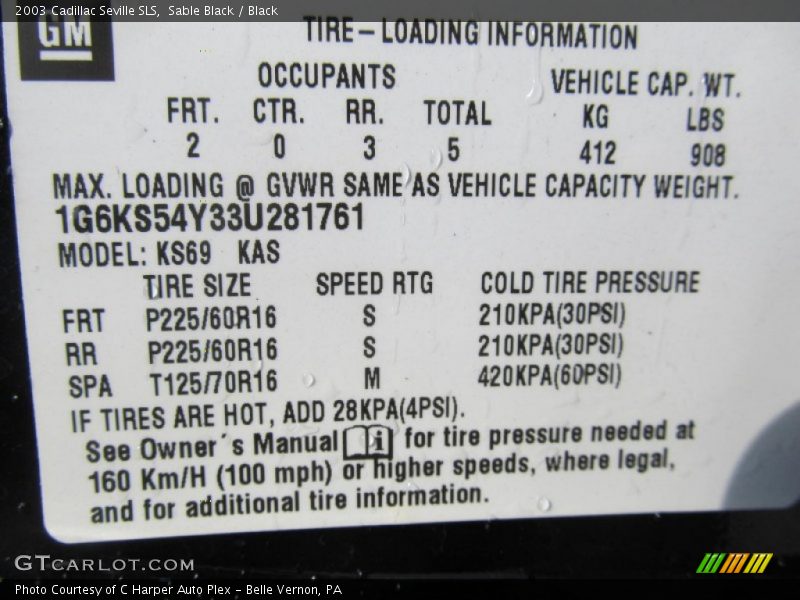 2003 Cadillac Seville SLS,  Sable Black / Black
GM
TIRE-LOADING INFORMATION
OCCUPANTS VEHICLE CAP. WT.
FRT. CTR. RR. TOTAL KG LBS
2 0 3 5 412 908
MAX. LOADING @ GVWR SAME AS VEHICLE CAPACITY WEIGHT.
1G6KS54Y33U281761
MODEL: KS69 KAS
TIRE SIZE SPEED RTG COLD TIRE PRESSURE
FRT P225/60R16 S 210KPA(30PSI)
RR P225/60R16 S 210KPA(30PSI)
SPA T125/70R16 M 420KPA(60PSI)
IF TIRES ARE HOT, ADD 28KPA(4PSI).
See Owner´s Manual i for tire pressure needed at
160 Km/H (100 mph) or higher speeds, where legal,
and for additional tire information.
GTCARLOT.COM
Photo Courtesy of C Harper Auto Plex - Belle Vernon, PA